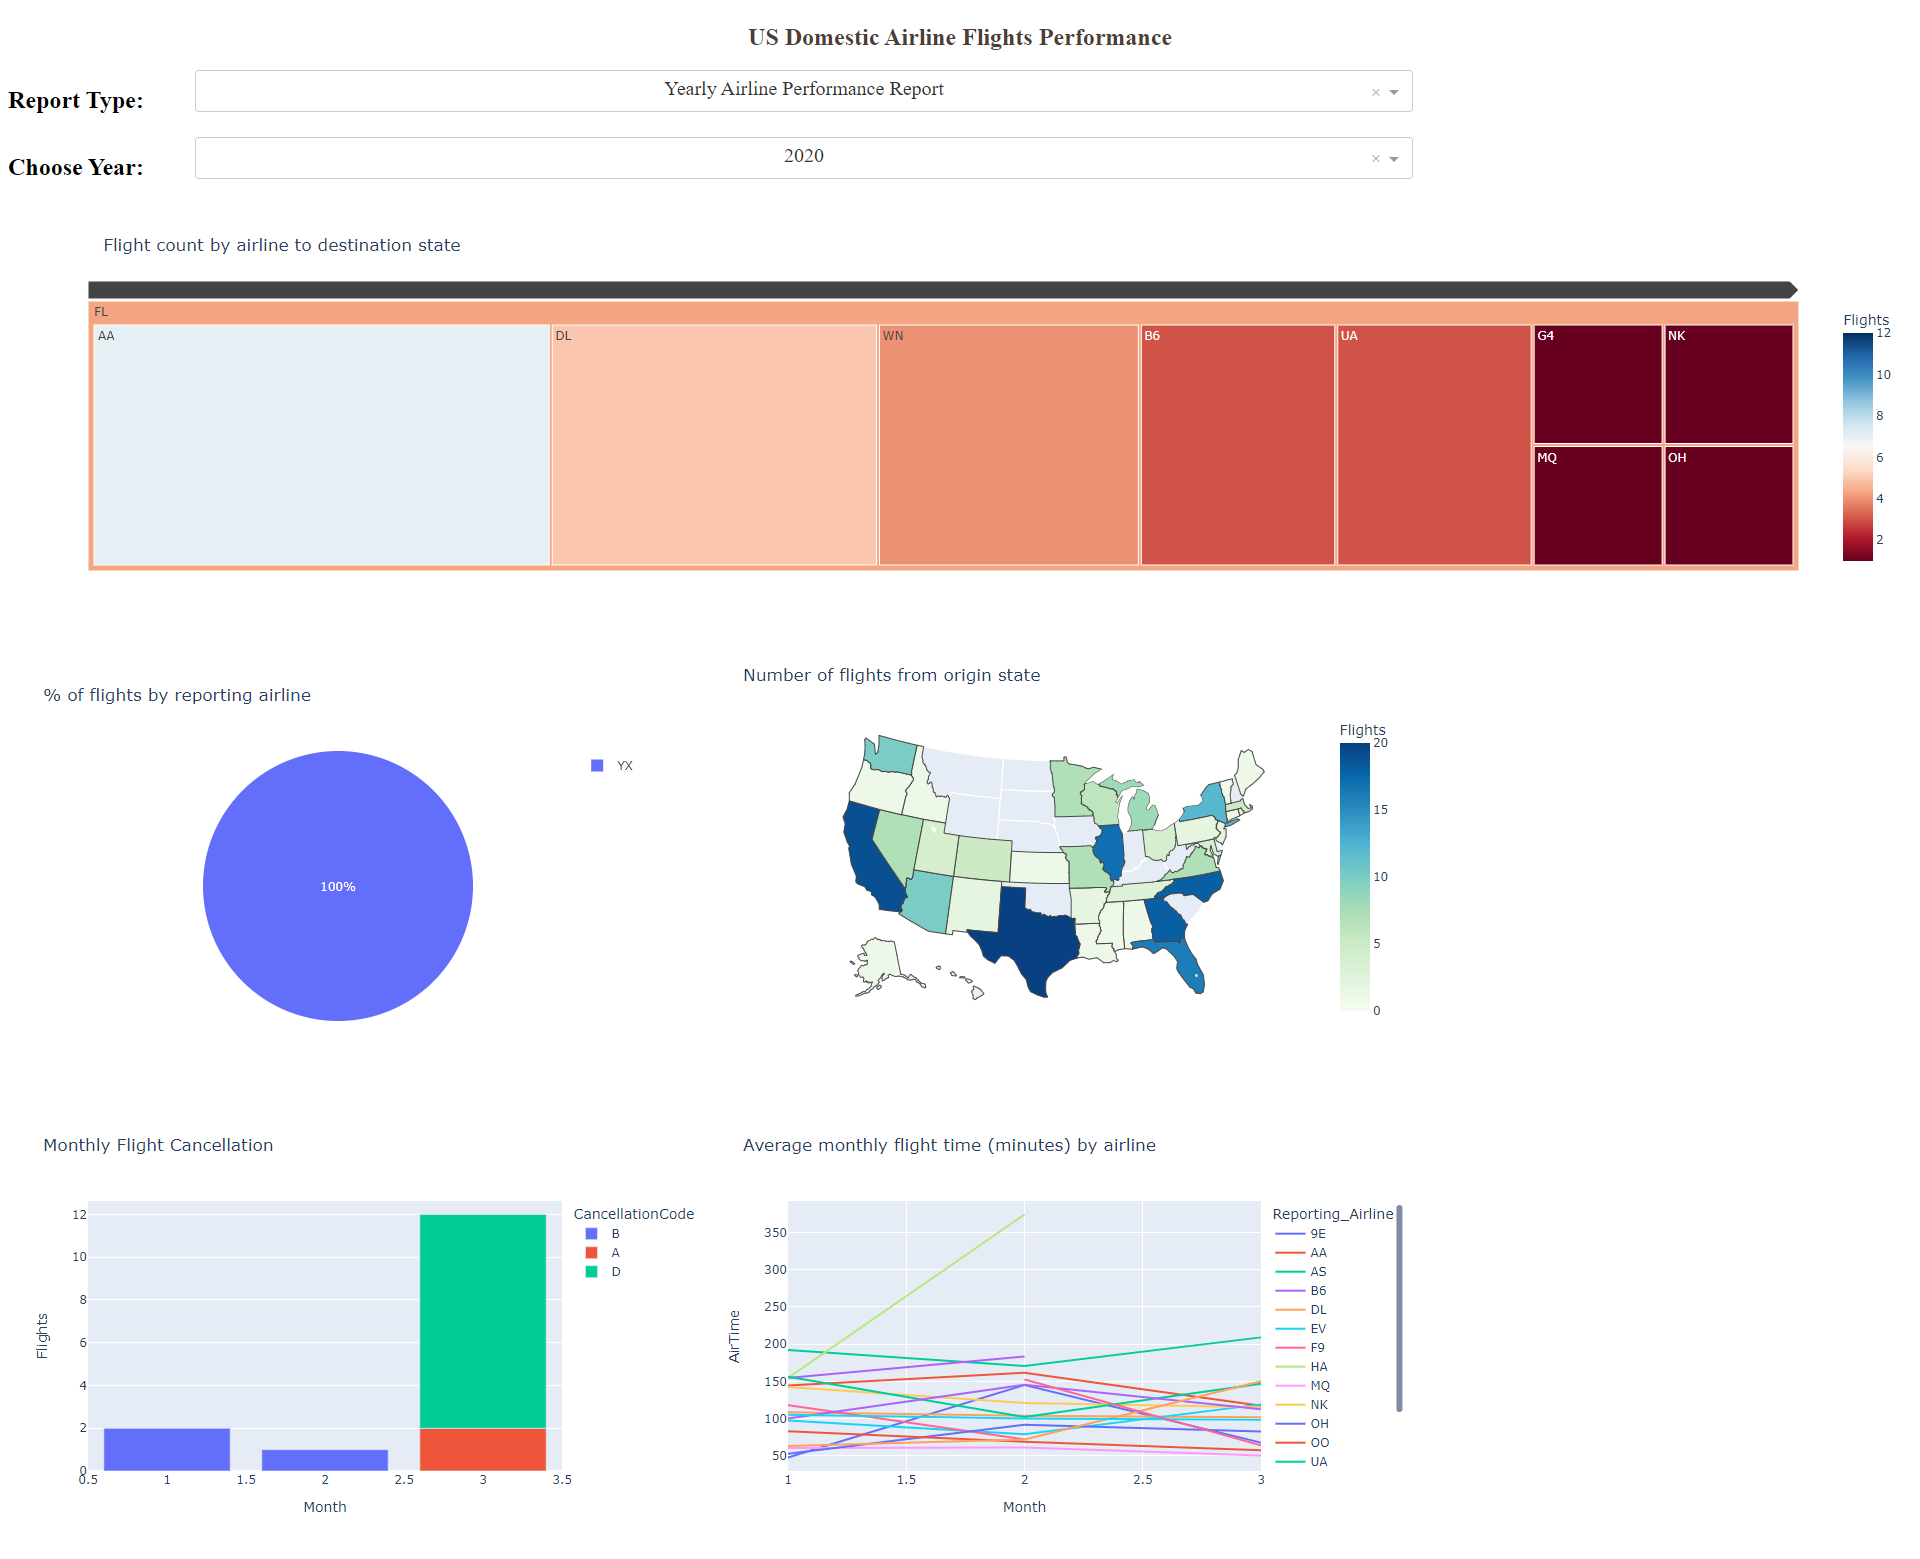 US Domestic Airline Flights Performance
Report Type:
Yearly Airline Performance Report
×
Choose Year:
2020
×
Flight count by airline to destination state
FL
AA
DL
WN
B6
UA
G4
NK
MQ
OH
Flights
12
10
8
6
4
2
% of flights by reporting airline
100%
YX
Number of flights from origin state
Flights
20
15
10
5
0
Monthly Flight Cancellation
Flights
12
10
8
6
4
2
0
0.5 1 1.5 2 2.5 3 3.5
Month
CancellationCode
B
A
D
Average monthly flight time (minutes) by airline
AirTime
350
300
250
200
150
100
50
1 1.5 2 2.5 3
Month
Reporting_Airline
9E
AA
AS
B6
DL
EV
F9
HA
MQ
NK
OH
OO
UA